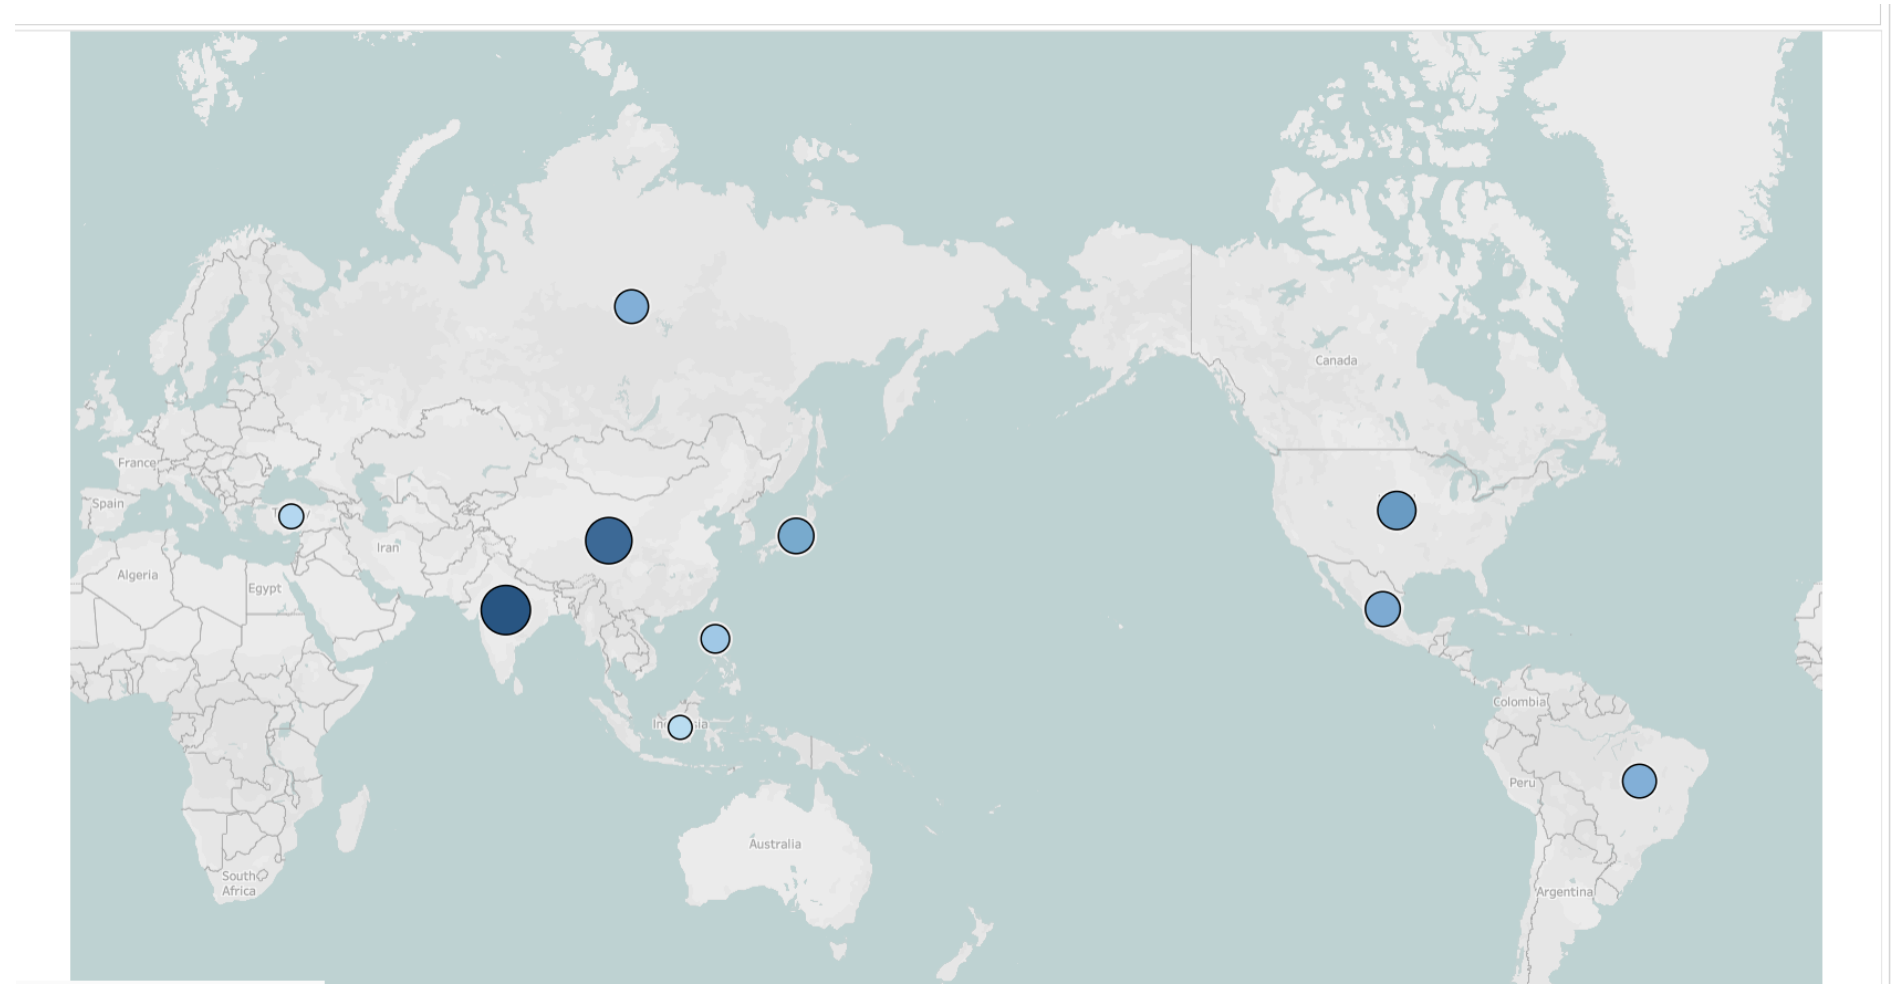 Canada
France
Spain
Iran
Algeria
Egypt
Colombia
Peru
Australia
South
Africa
Argentina